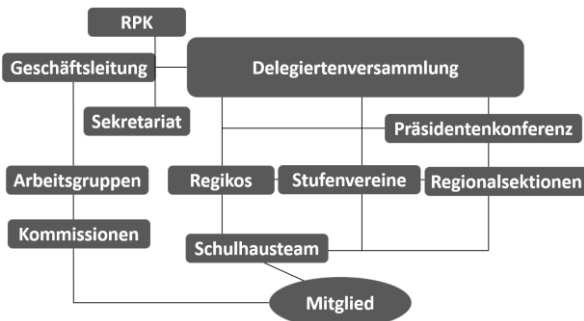 RPK
Geschäftsleitung
Delegiertenversammlung
Sekretariat
Präsidentenkonferenz
Arbeitsgruppen
Regikos
Stufenvereine
Regionalsektionen
Kommissionen
Schulhausteam
Mitglied